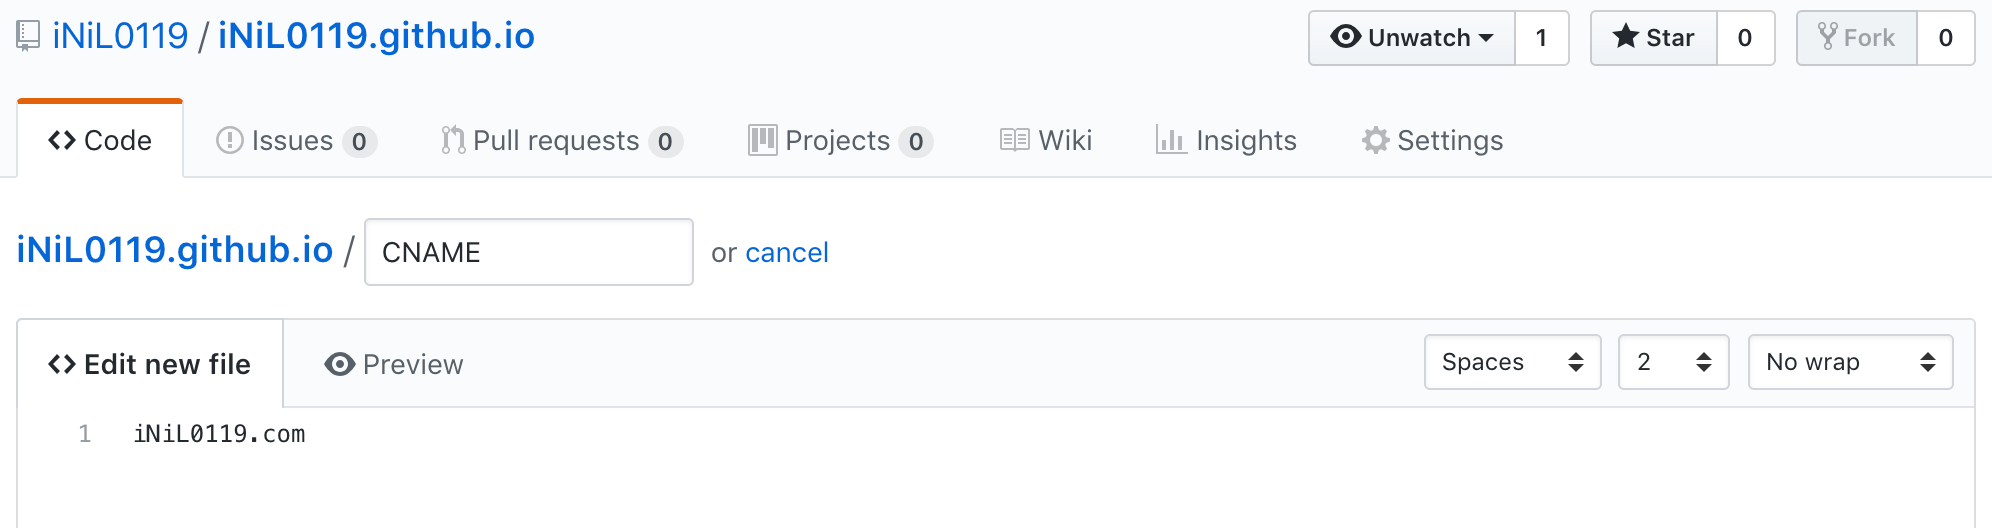 iNiL0119 / iNiL0119.github.io Unwatch 1 Star 0 Fork 0
Code Issues 0 Pull requests 0 Projects 0 Wiki Insights Settings
iNiL0119.github.io / CNAME or cancel
Edit new file Preview Spaces 2 No wrap
1 iNiL0119.com